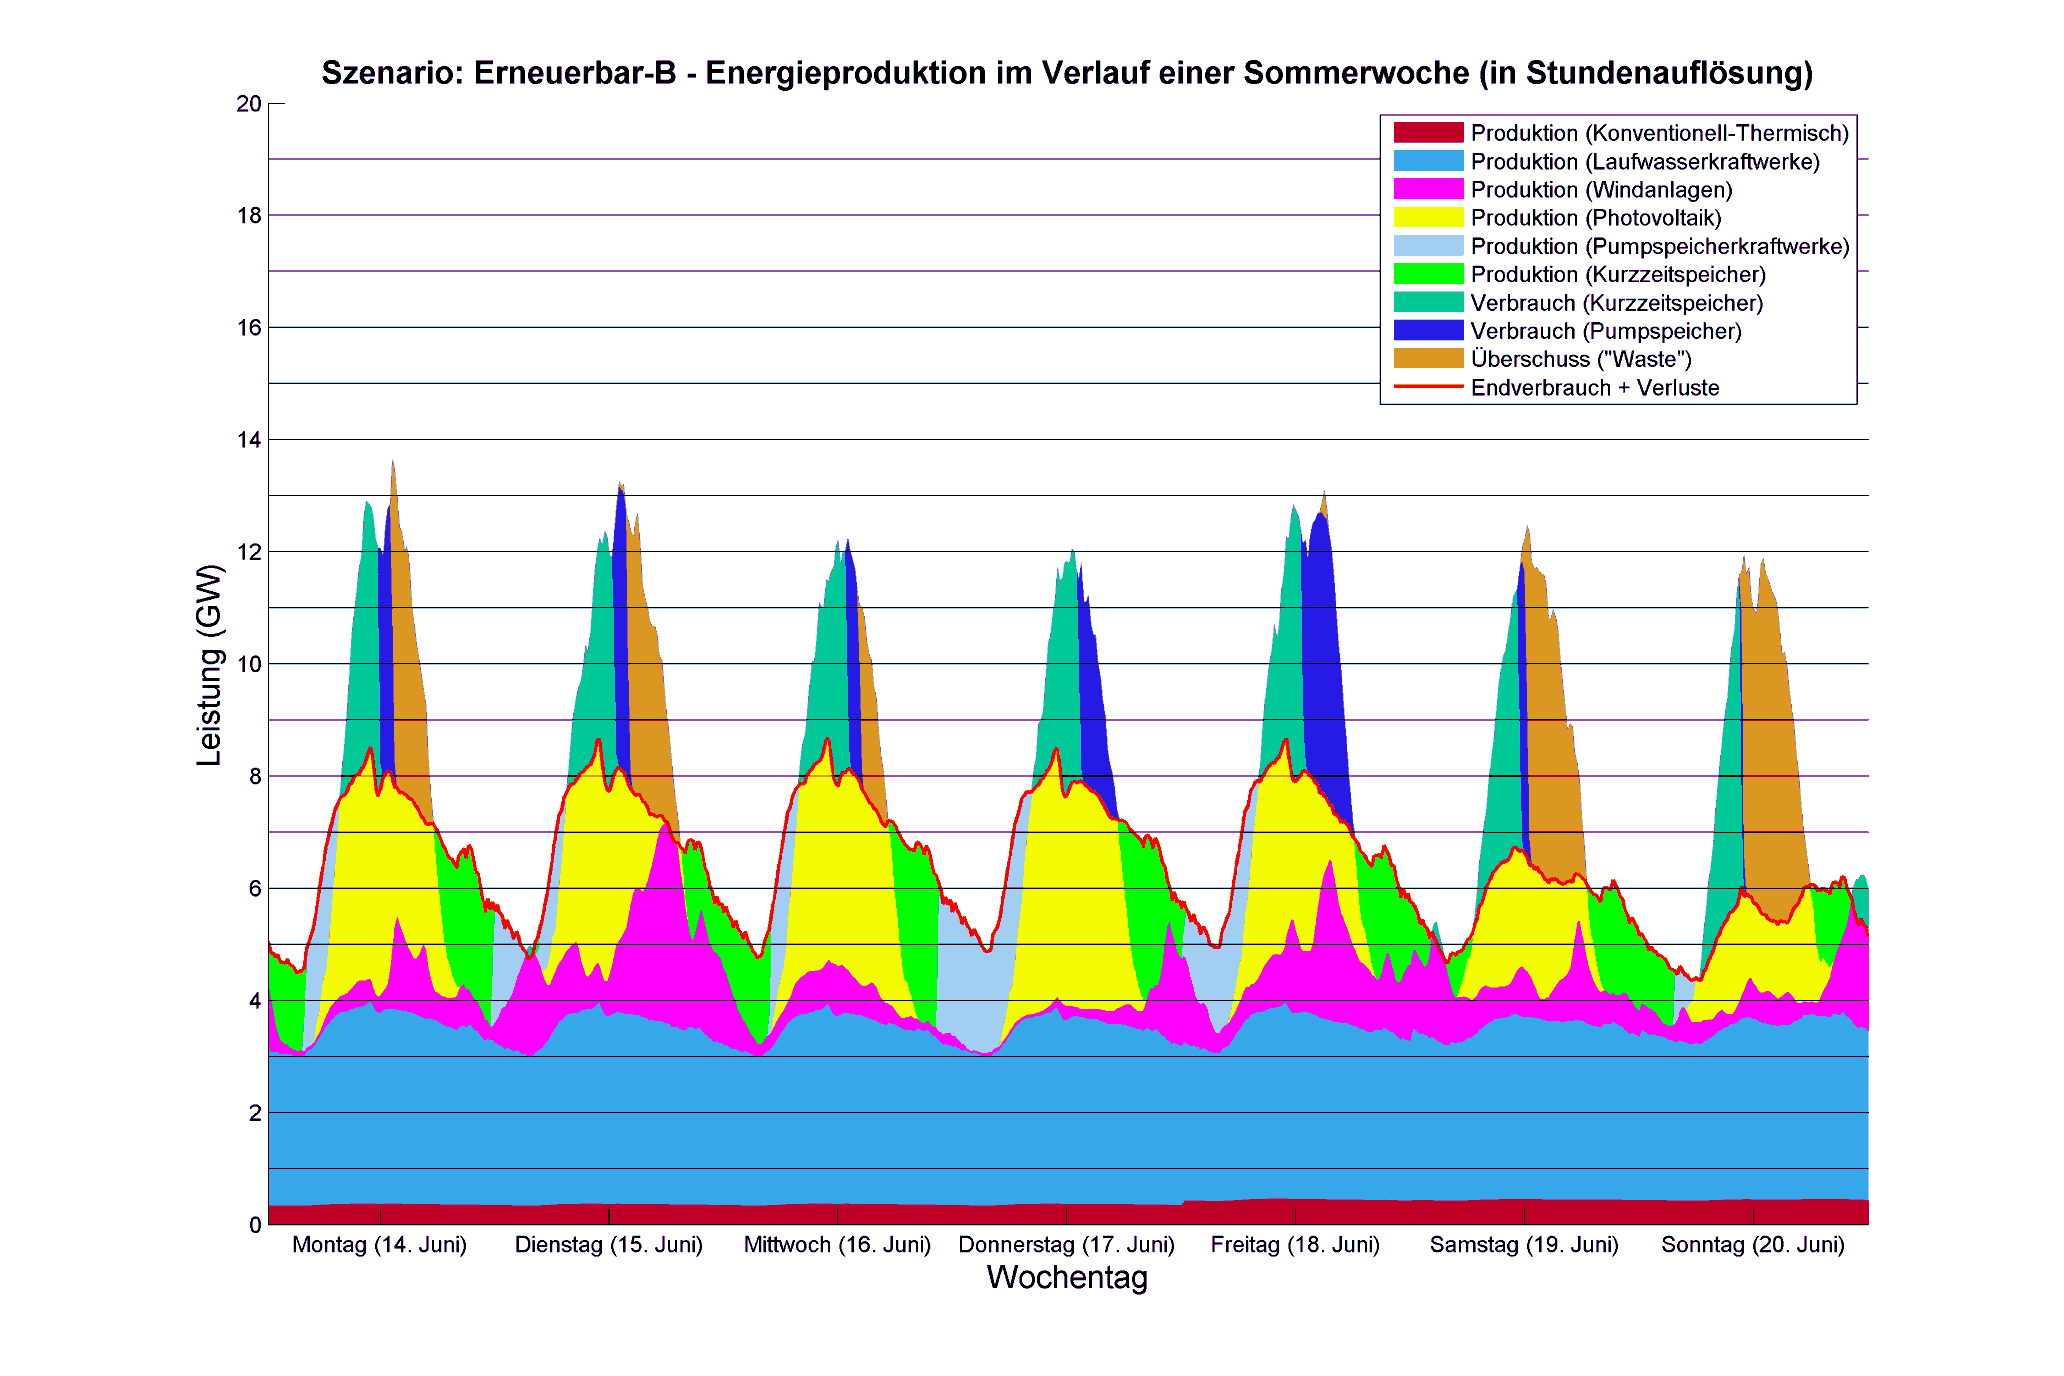 Szenario: Erneuerbar-B - Energieproduktion im Verlauf einer Sommerwoche (in Stundenauflösung)
20
18
16
14
12
10
8
6
4
2
0
Leistung (GW)
Produktion (Konventionell-Thermisch)
Produktion (Laufwasserkraftwerke)
Produktion (Windanlagen)
Produktion (Photovoltaik)
Produktion (Pumpspeicherkraftwerke)
Produktion (Kurzzeitspeicher)
Verbrauch (Kurzzeitspeicher)
Verbrauch (Pumpspeicher)
Überschuss ("Waste")
Endverbrauch + Verluste
Montag (14. Juni) Dienstag (15. Juni) Mittwoch (16. Juni) Donnerstag (17. Juni) Freitag (18. Juni) Samstag (19. Juni) Sonntag (20. Juni)
Wochentag